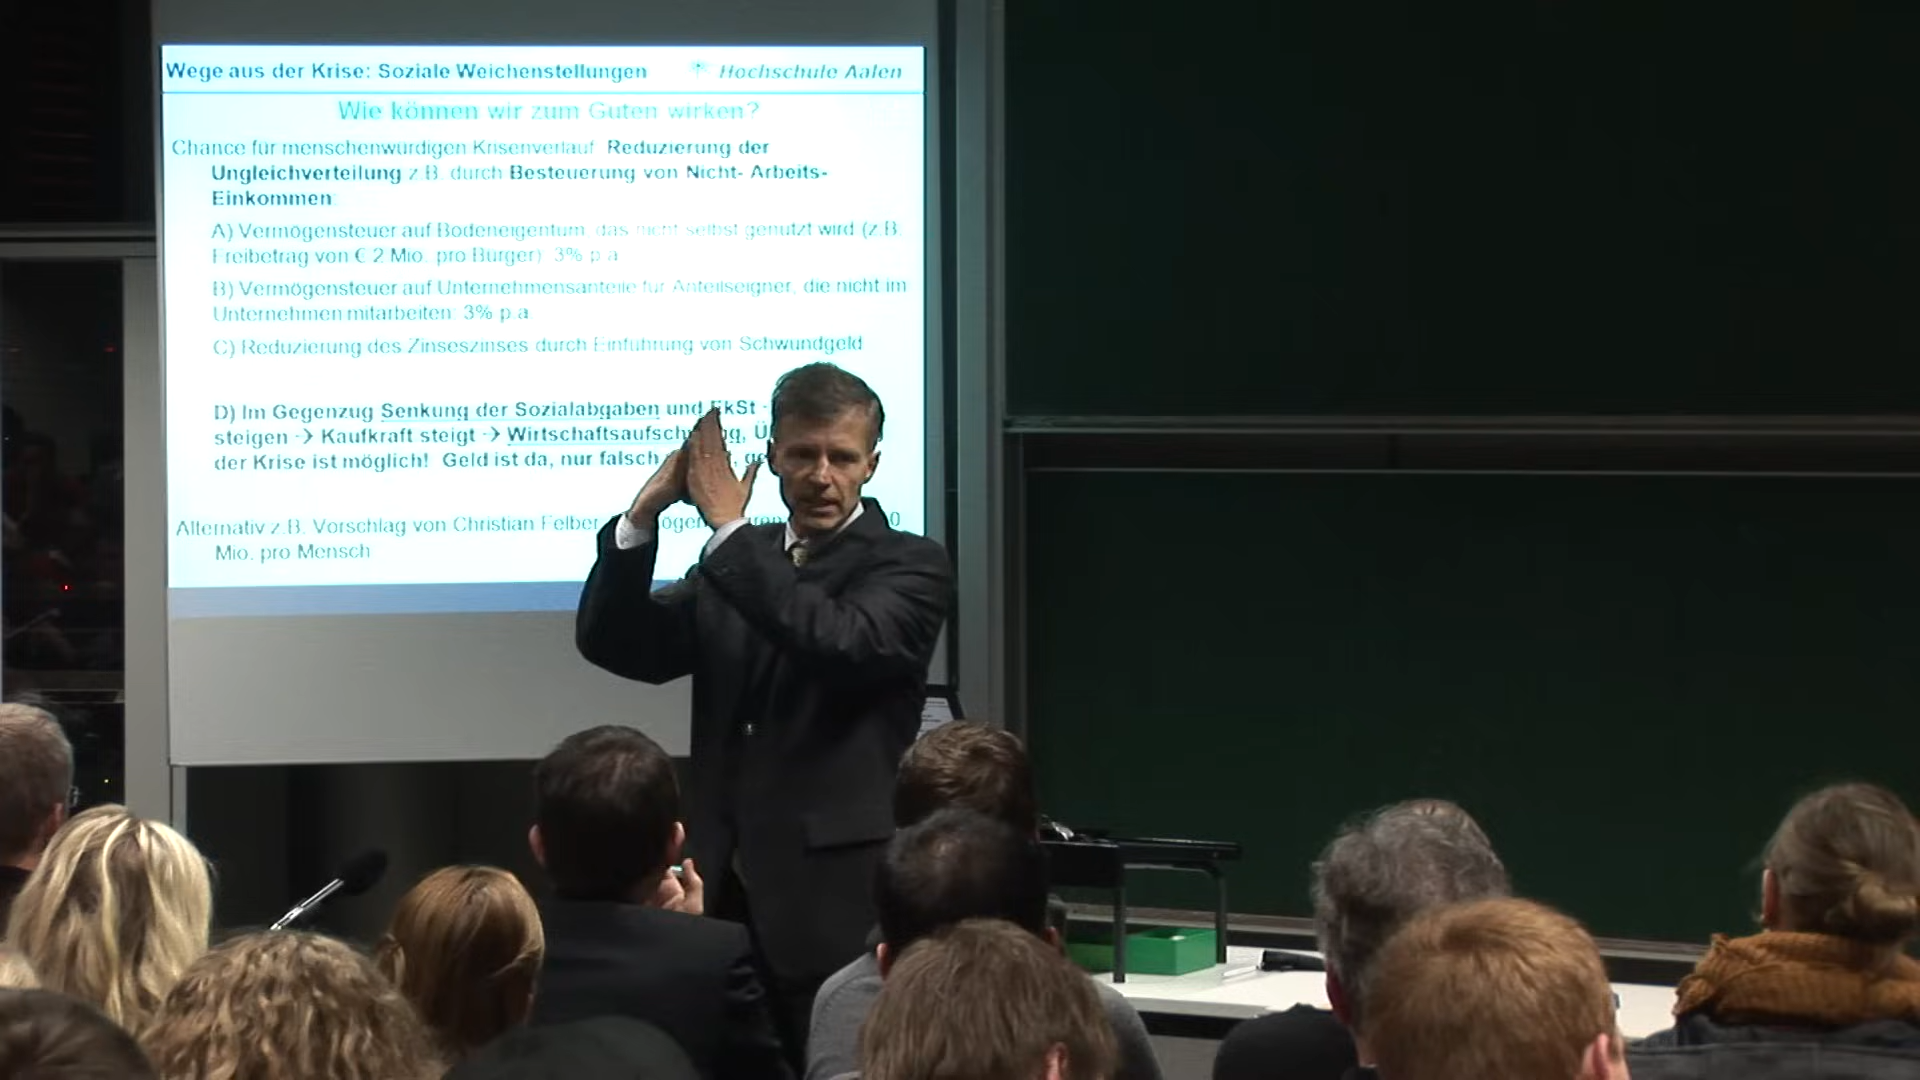 Wege aus der Krise: Soziale Weichenstellungen
Hochschule Aalen
Wie können wir zum Guten wirken?
Chance für menschenwürdigen Krisenverlauf: Reduzierung der
Ungleichverteilung z.B. durch Besteuerung von Nicht- Arbeits-
Einkommen:
A) Vermögensteuer auf Bodeneigentum, das nicht selbst genutzt wird (z.B.
Freibetrag von € 2 Mio. pro Bürger): 3% p.a.
B) Vermögensteuer auf Unternehmensanteile für Anteilseigner, die nicht im
Unternehmen mitarbeiten: 3% p.a.
C) Reduzierung des Zinseszinses durch Einführung von Schwundgeld
D) Im Gegenzug Senkung der Sozialabgaben und EkSt
steigen -> Kaufkraft steigt ->
der Krise ist möglich! Geld ist da, nur falsch
Alternativ z.B. Vorschlag von Christian Felber
0
Mio. pro Mensch